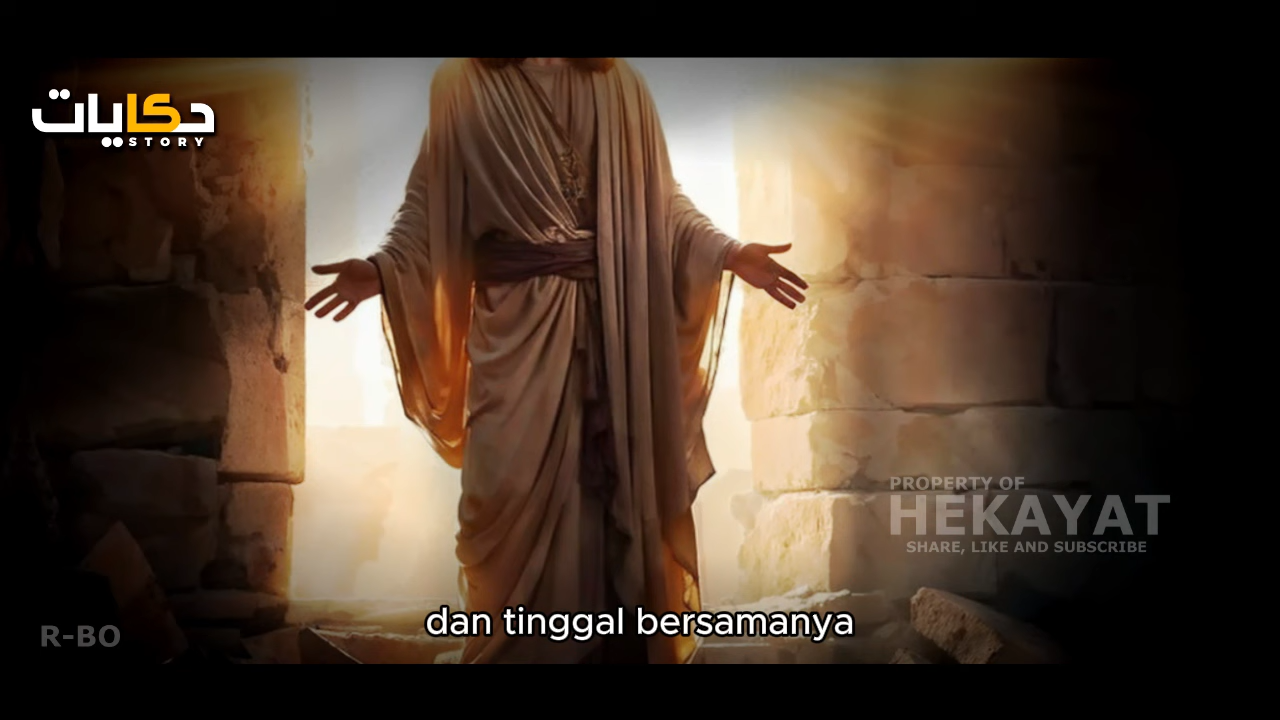 حكايات
STORY
PROPERTY OF
HEKAYAT
SHARE, LIKE AND SUBSCRIBE
dan tinggal bersamanya
R-BO